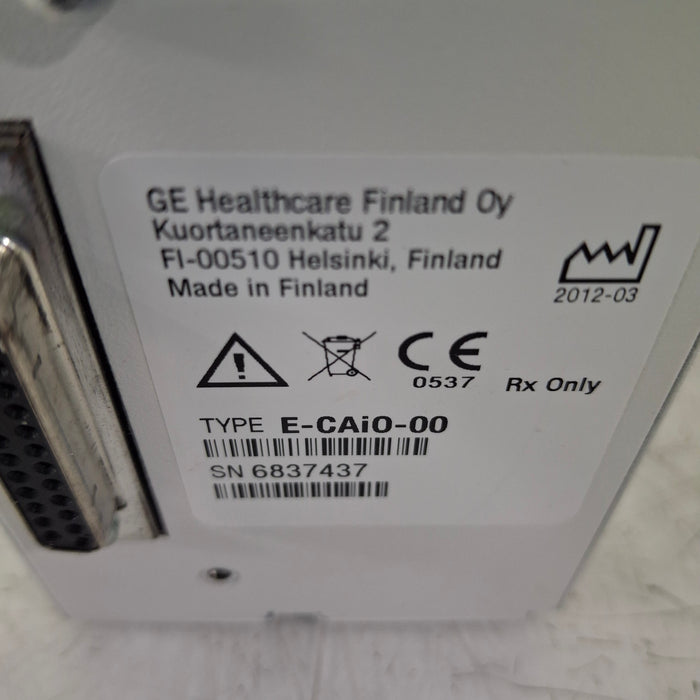 GE Healthcare Finland Oy
Kuortaneenkatu 2
FI-00510 Helsinki, Finland
Made in Finland
2012-03
CE
0537 Rx Only
TYPE E-CAiO-00
SN 6837437